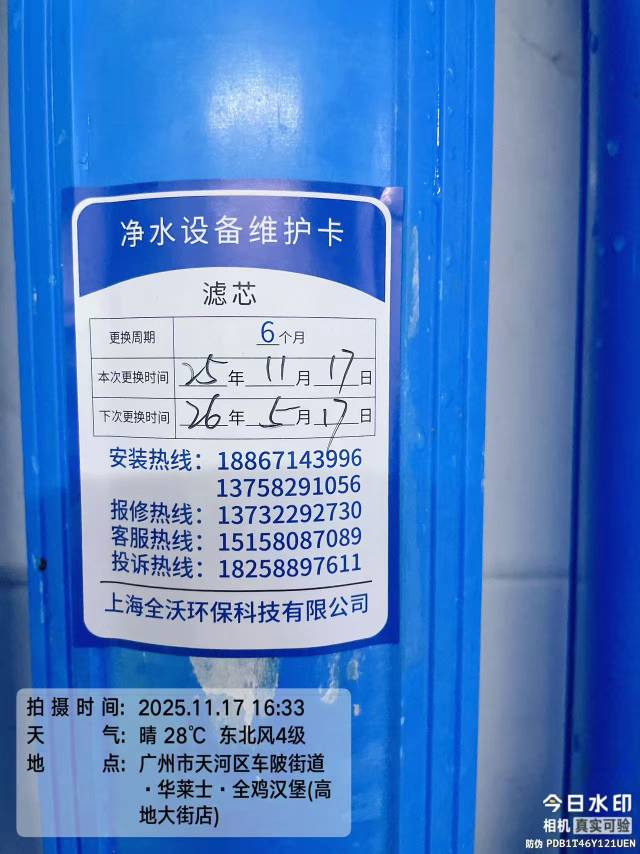 净水设备维护卡
滤芯
更换周期 6个月
本次更换时间 25年11月17日
下次更换时间 26年5月17日
安装热线：18867143996
13758291056
报修热线：13732292730
客服热线：15158087089
投诉热线：18258897611
上海全沃环保科技有限公司
拍摄时间：2025.11.17 16:33
天气：晴 28℃ 东北风4级
地点：广州市天河区车陂街道
·华莱士·全鸡汉堡(高
地大街店)
今日水印
相机 真实可验
防伪 PDB1T46Y121UEN